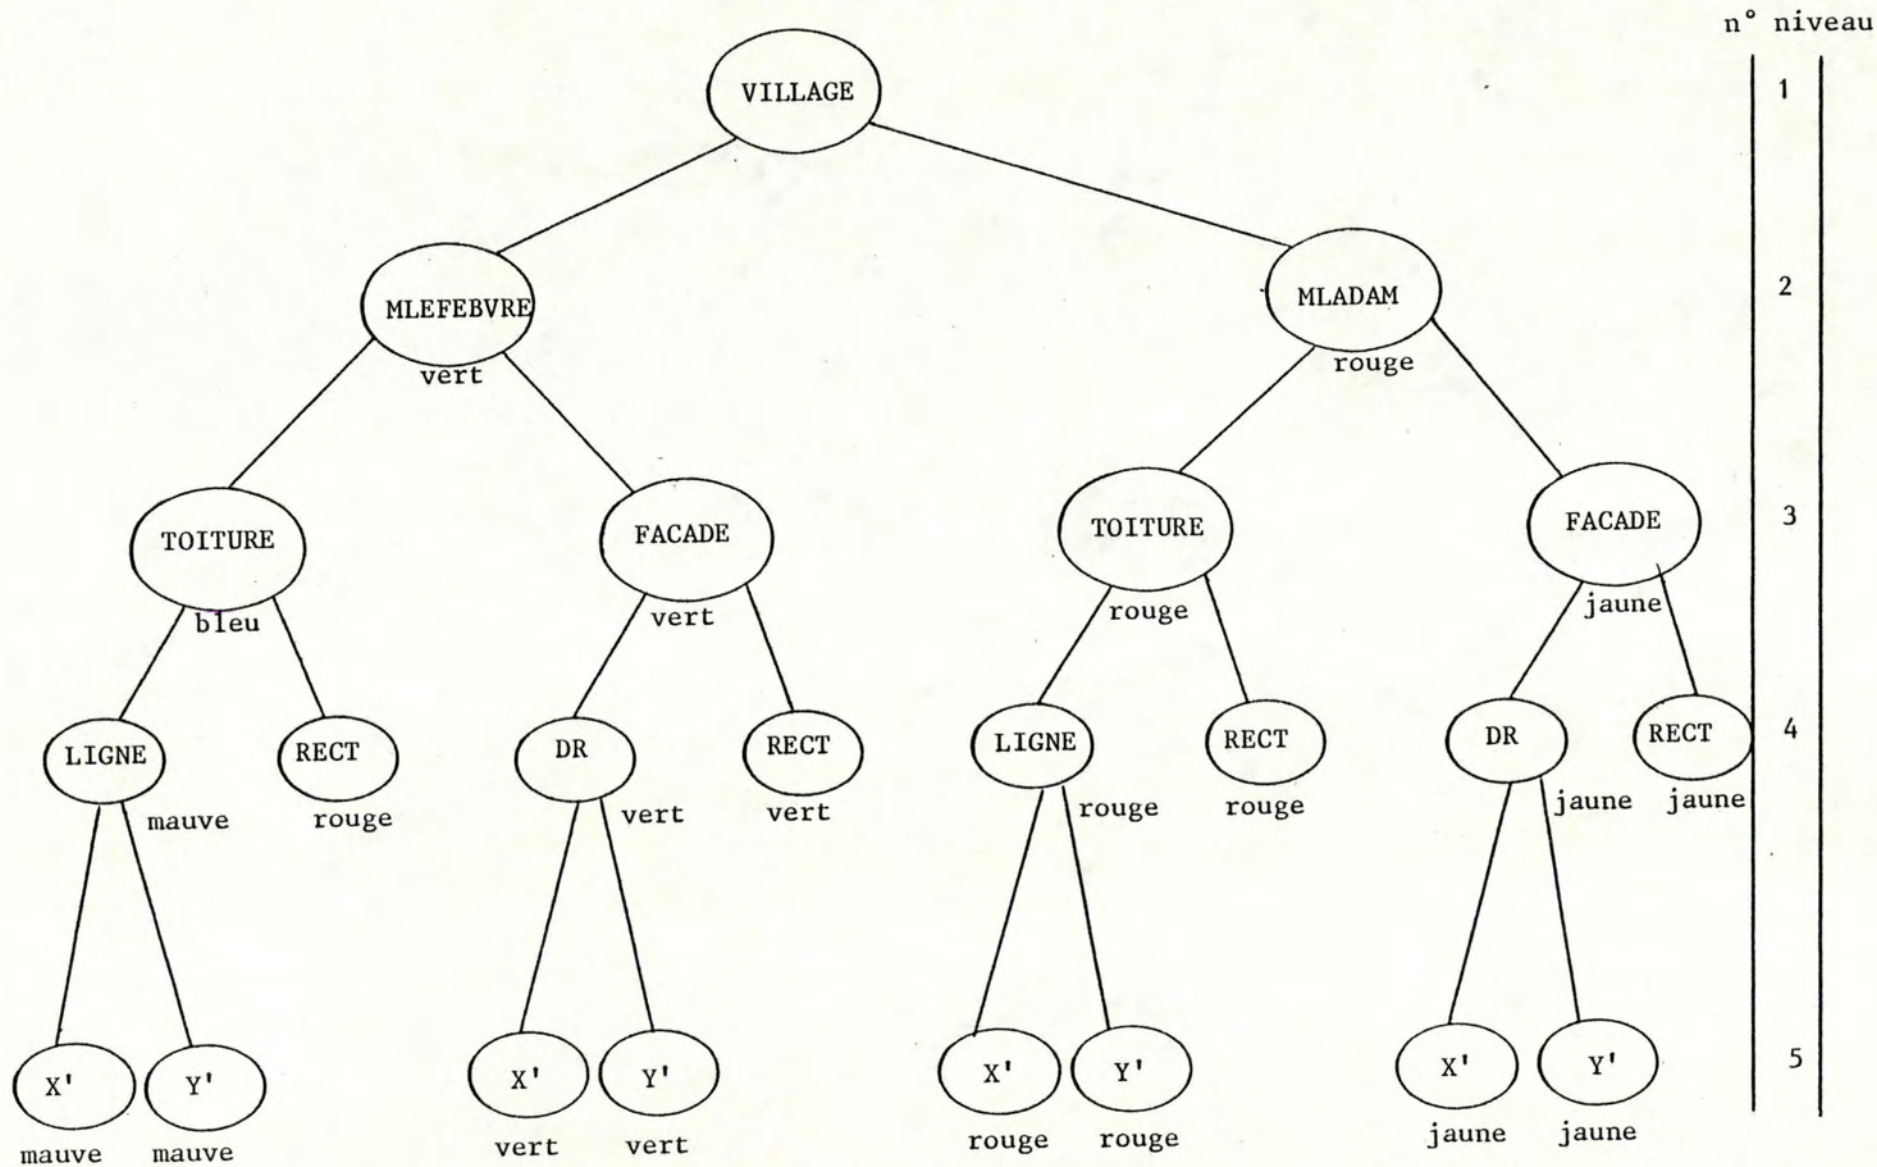 n° niveau
VILLAGE 1
MLEFEBVRE MLADAM 2
vert rouge
TOITURE FACADE TOITURE FACADE 3
bleu vert rouge jaune
LIGNE RECT DR RECT LIGNE RECT DR RECT 4
mauve rouge vert vert rouge rouge jaune jaune
X' Y' X' Y' X' Y' X' Y' 5
mauve mauve vert vert rouge rouge jaune jaune